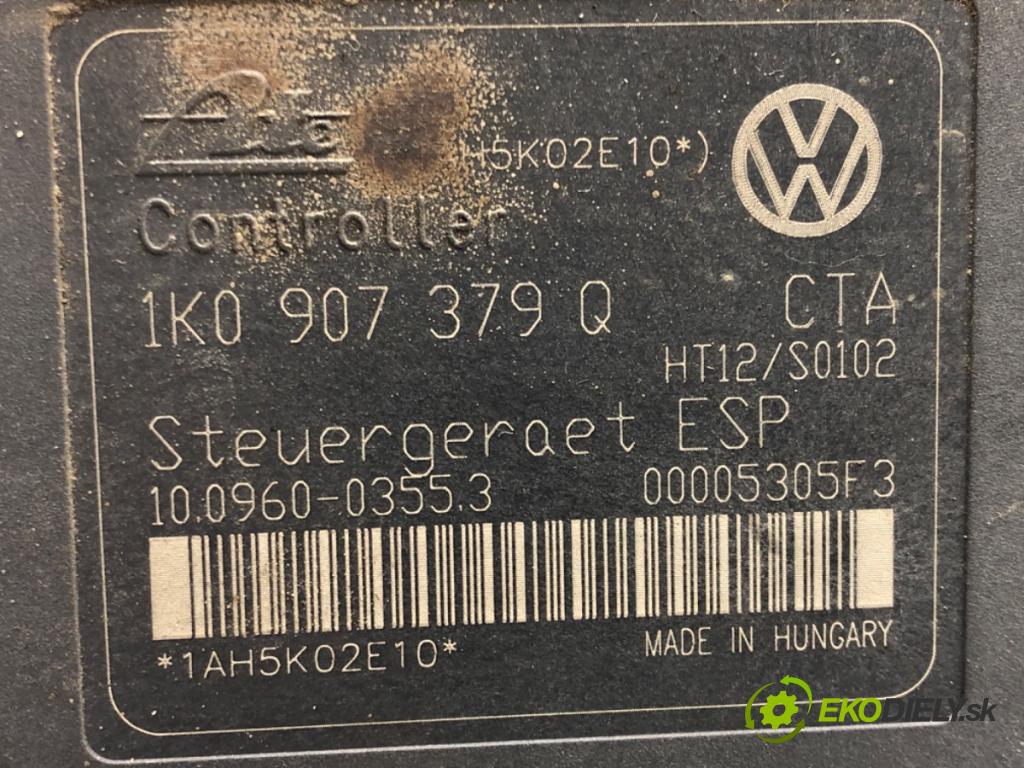 Ate
H5K02E10*)
Controller
1K0 907 379 Q
CTA
HT12/S0102
Steuergeraet ESP
10.0960-0355.3
00005305F3
*1AH5K02E10*
MADE IN HUNGARY
EKODIELY.sk